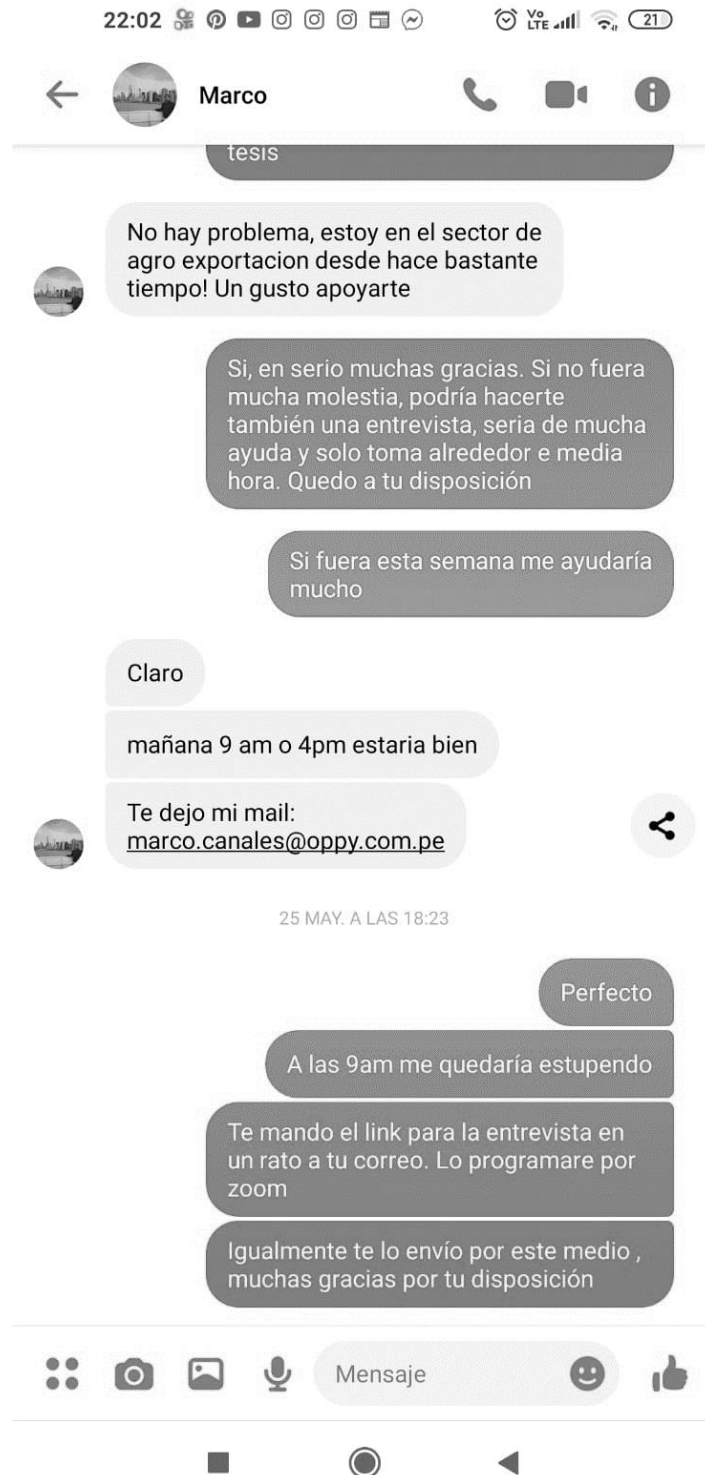 22:02
Vo
LTE
21
Marco
tesis
No hay problema, estoy en el sector de
agro exportacion desde hace bastante
tiempo! Un gusto apoyarte
Si, en serio muchas gracias. Si no fuera
mucha molestia, podría hacerte
también una entrevista, seria de mucha
ayuda y solo toma alrededor e media
hora. Quedo a tu disposición
Si fuera esta semana me ayudaría
mucho
Claro
mañana 9 am o 4pm estaria bien
Te dejo mi mail:
marco.canales@oppy.com.pe
25 MAY. A LAS 18:23
Perfecto
A las 9am me quedaría estupendo
Te mando el link para la entrevista en
un rato a tu correo. Lo programare por
zoom
Igualmente te lo envío por este medio ,
muchas gracias por tu disposición
Mensaje